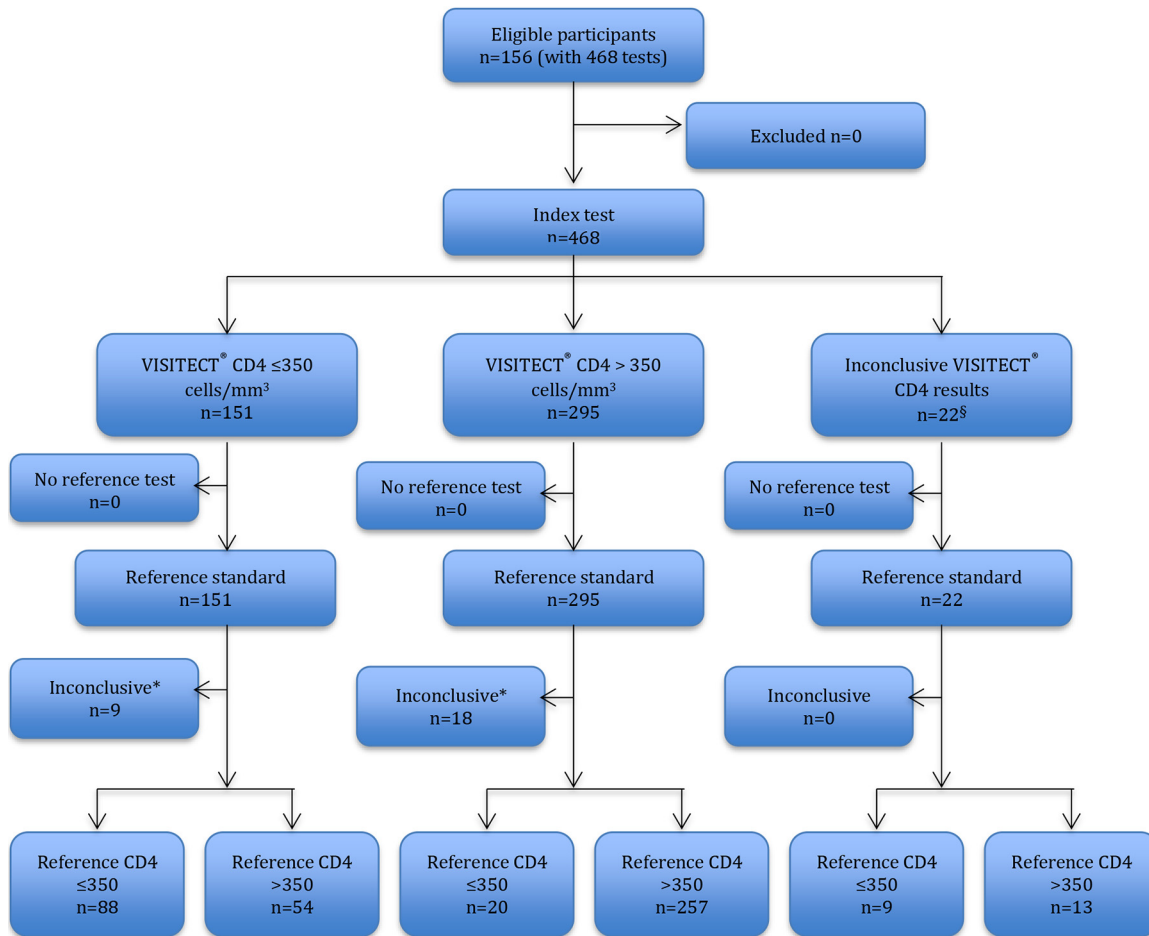 Eligible participants
n=156 (with 468 tests)
Excluded n=0
Index test
n=468
VISITECT® CD4 ≤350
cells/mm³
n=151
VISITECT® CD4 > 350
cells/mm³
n=295
Inconclusive VISITECT®
CD4 results
n=22§
No reference test
n=0
No reference test
n=0
No reference test
n=0
Reference standard
n=151
Reference standard
n=295
Reference standard
n=22
Inconclusive*
n=9
Inconclusive*
n=18
Inconclusive
n=0
Reference CD4
≤350
n=88
Reference CD4
>350
n=54
Reference CD4
≤350
n=20
Reference CD4
>350
n=257
Reference CD4
≤350
n=9
Reference CD4
>350
n=13